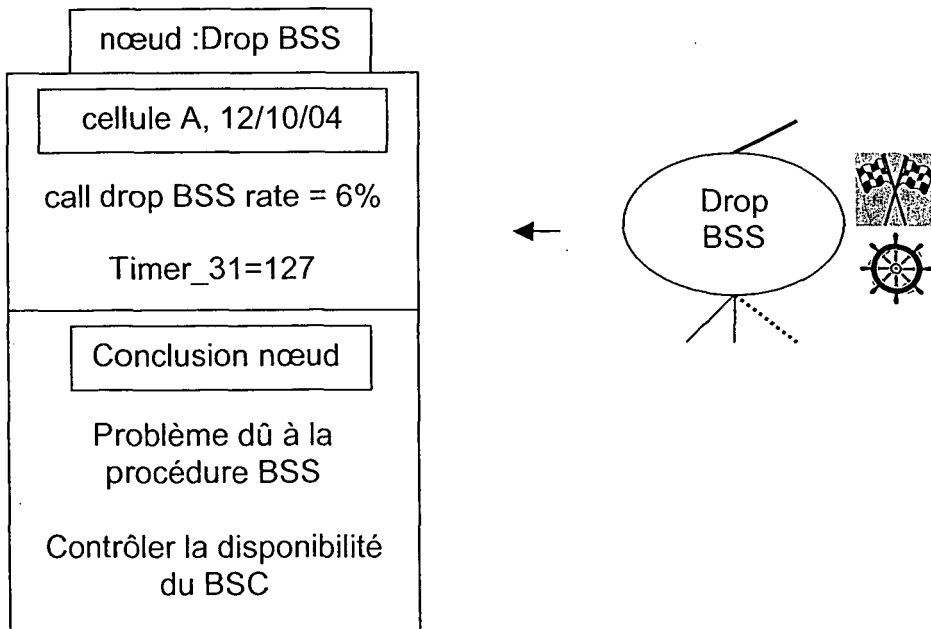 nœud :Drop BSS
cellule A, 12/10/04
call drop BSS rate = 6%
Timer_31=127
Conclusion nœud
Problème dû à la
procédure BSS
Contrôler la disponibilité
du BSC
Drop
BSS